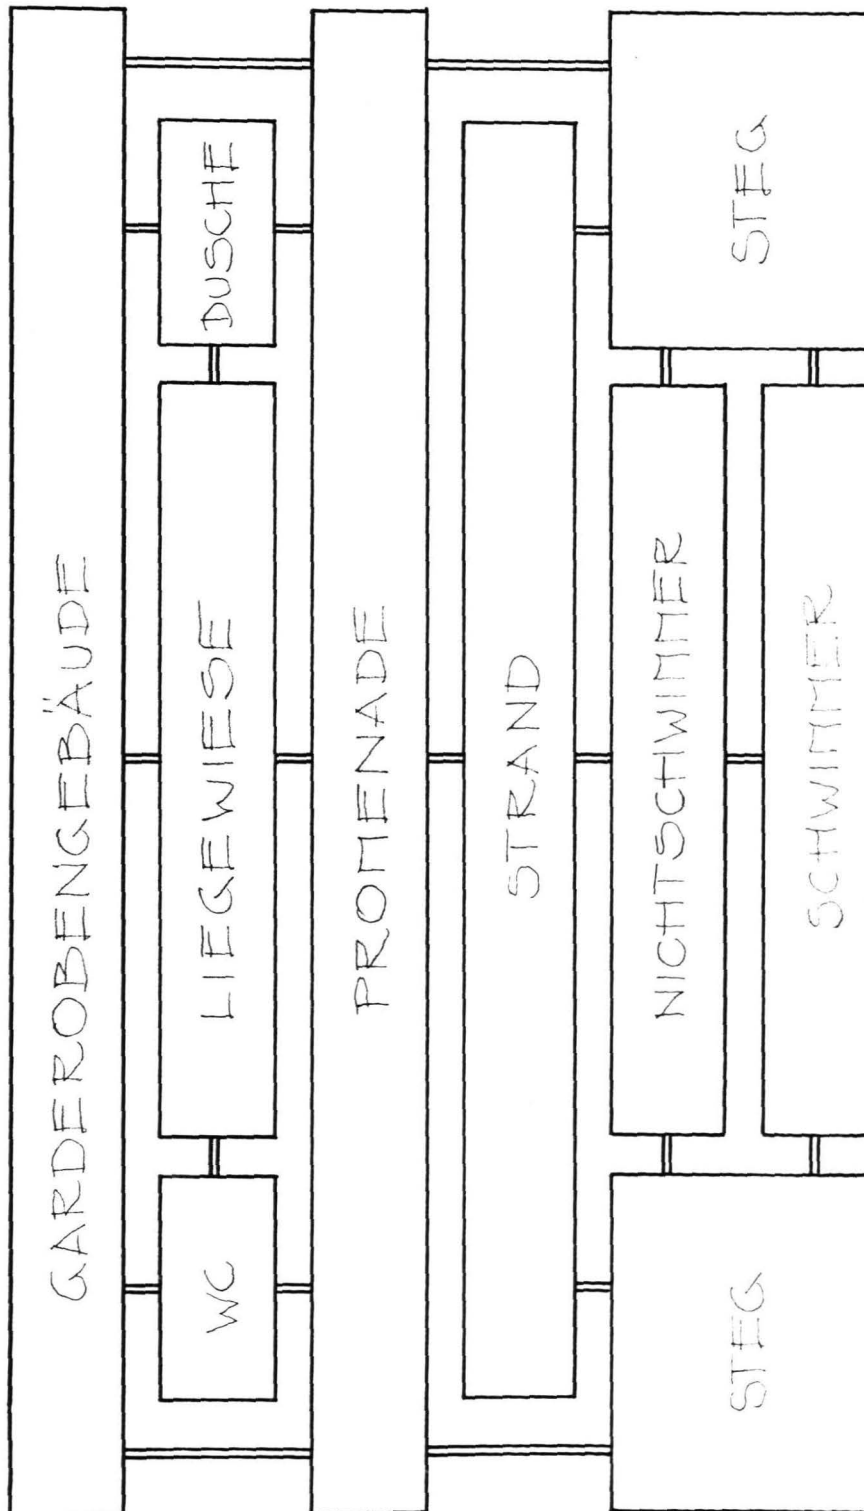 GARDEROBENGEBÄUDE
WC
LIEGEWIESE
DUSCHE
PROMENADE
STRAND
STEG
NICHTSCHWIMMER
STEG
SCHWIMMER